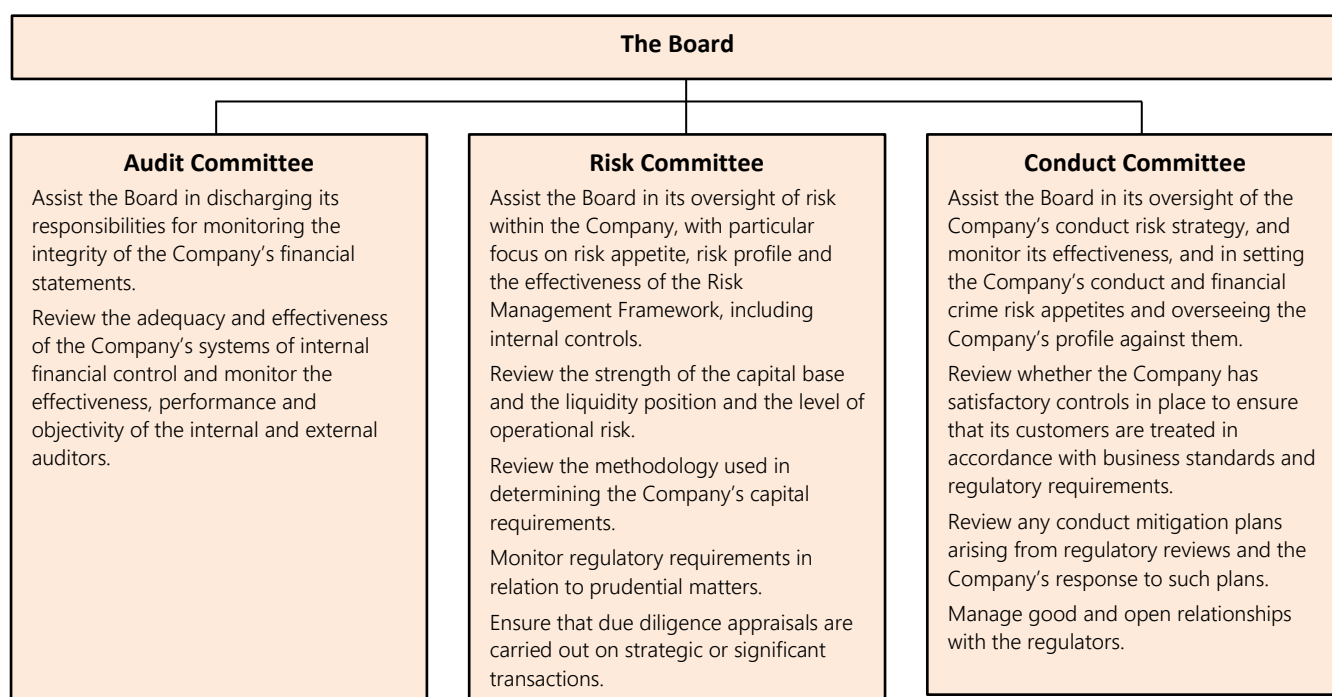 The Board
Audit Committee
Assist the Board in discharging its
responsibilities for monitoring the
integrity of the Company’s financial
statements.
Review the adequacy and effectiveness
of the Company’s systems of internal
financial control and monitor the
effectiveness, performance and
objectivity of the internal and external
auditors.
Risk Committee
Assist the Board in its oversight of risk
within the Company, with particular
focus on risk appetite, risk profile and
the effectiveness of the Risk
Management Framework, including
internal controls.
Review the strength of the capital base
and the liquidity position and the level of
operational risk.
Review the methodology used in
determining the Company’s capital
requirements.
Monitor regulatory requirements in
relation to prudential matters.
Ensure that due diligence appraisals are
carried out on strategic or significant
transactions.
Conduct Committee
Assist the Board in its oversight of the
Company’s conduct risk strategy, and
monitor its effectiveness, and in setting
the Company’s conduct and financial
crime risk appetites and overseeing the
Company’s profile against them.
Review whether the Company has
satisfactory controls in place to ensure
that its customers are treated in
accordance with business standards and
regulatory requirements.
Review any conduct mitigation plans
arising from regulatory reviews and the
Company’s response to such plans.
Manage good and open relationships
with the regulators.